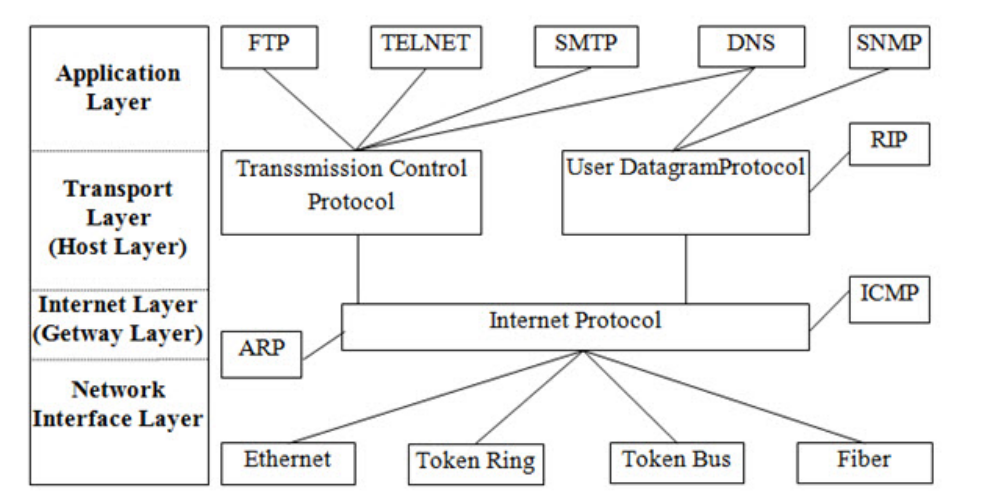 FTP
TELNET
SMTP
DNS
SNMP
Application
Layer
RIP
Transsmission Control
Protocol
User DatagramProtocol
Transport
Layer
(Host Layer)
Internet Layer
(Getway Layer)
ICMP
Internet Protocol
ARP
Network
Interface Layer
Ethernet
Token Ring
Token Bus
Fiber